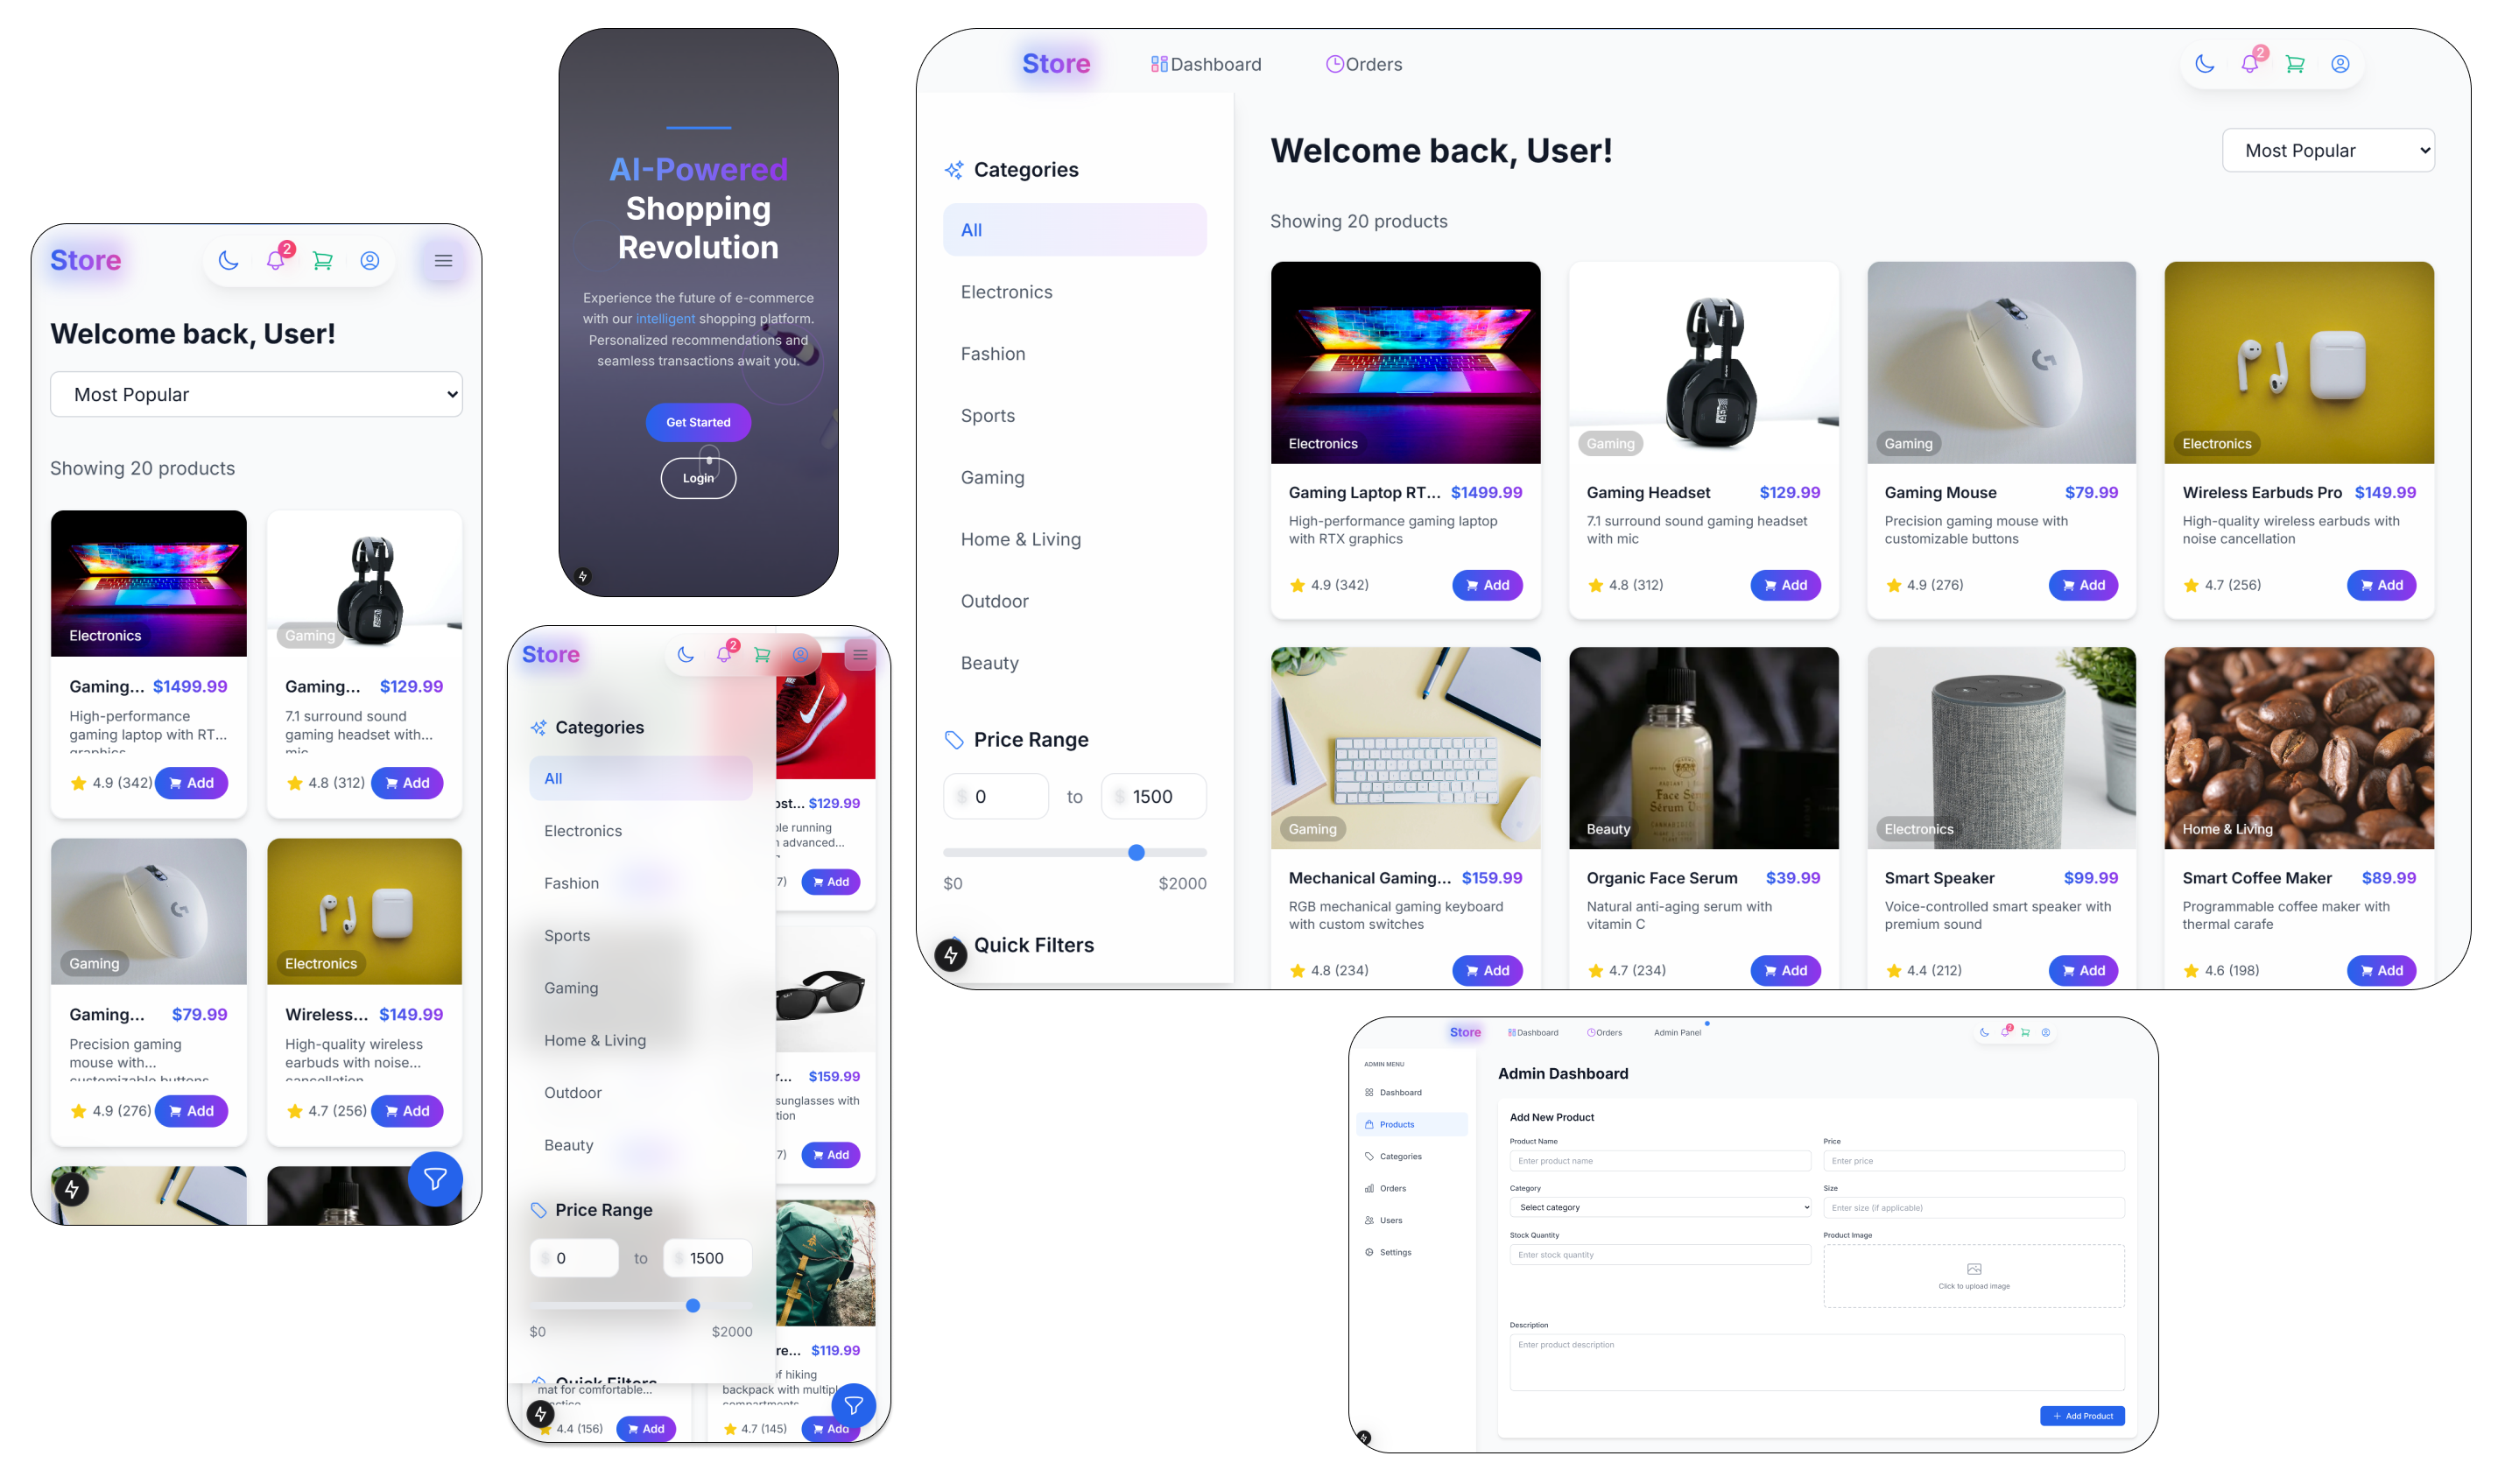 Store
2
Welcome back, User!
Most Popular
Showing 20 products
Electronics
Gaming... $1499.99
High-performance
gaming laptop with RT...
graphics
4.9 (342) Add
Gaming
Gaming... $129.99
7.1 surround sound
gaming headset with...
mic
4.8 (312) Add
Gaming
Gaming... $79.99
Precision gaming
mouse with...
customizable buttons
4.9 (276) Add
Electronics
Wireless... $149.99
High-quality wireless
earbuds with noise...
cancellation
4.7 (256) Add
AI-Powered
Shopping
Revolution
Experience the future of e-commerce
with our intelligent shopping platform.
Personalized recommendations and
seamless transactions await you.
Get Started
Login
Store
2
Categories
All
Electronics
Fashion
Sports
Gaming
Home & Living
Outdoor
Beauty
Price Range
$ 0 to $ 1500
$0 $2000
Quick Filters
ost... $129.99
ble running
advanced...
7) Add
r... $159.99
sunglasses with
tion
7) Add
re... $119.99
of hiking
backpack with multipl
compartments
4.7 (145) Add
mat for comfortable...
practice
4.4 (156) Add
Store Dashboard Orders
2
Categories
All
Electronics
Fashion
Sports
Gaming
Home & Living
Outdoor
Beauty
Price Range
$ 0 to $ 1500
$0 $2000
Quick Filters
Welcome back, User!
Most Popular
Showing 20 products
Electronics
Gaming Laptop RT... $1499.99
High-performance gaming laptop
with RTX graphics
4.9 (342) Add
Gaming
Gaming Headset $129.99
7.1 surround sound gaming headset
with mic
4.8 (312) Add
Gaming
Gaming Mouse $79.99
Precision gaming mouse with
customizable buttons
4.9 (276) Add
Electronics
Wireless Earbuds Pro $149.99
High-quality wireless earbuds with
noise cancellation
4.7 (256) Add
Gaming
Mechanical Gaming... $159.99
RGB mechanical gaming keyboard
with custom switches
4.8 (234) Add
Face Serum
Beauty
Organic Face Serum $39.99
Natural anti-aging serum with
vitamin C
4.7 (234) Add
Electronics
Smart Speaker $99.99
Voice-controlled smart speaker with
premium sound
4.4 (212) Add
Home & Living
Smart Coffee Maker $89.99
Programmable coffee maker with
thermal carafe
4.6 (198) Add
Store Dashboard Orders Admin Panel
2
ADMIN MENU
Dashboard
Products
Categories
Orders
Users
Settings
Admin Dashboard
Add New Product
Product Name Price
Enter product name Enter price
Category Size
Select category Enter size (if applicable)
Stock Quantity Product Image
Enter stock quantity
Click to upload image
Description
Enter product description
+ Add Product